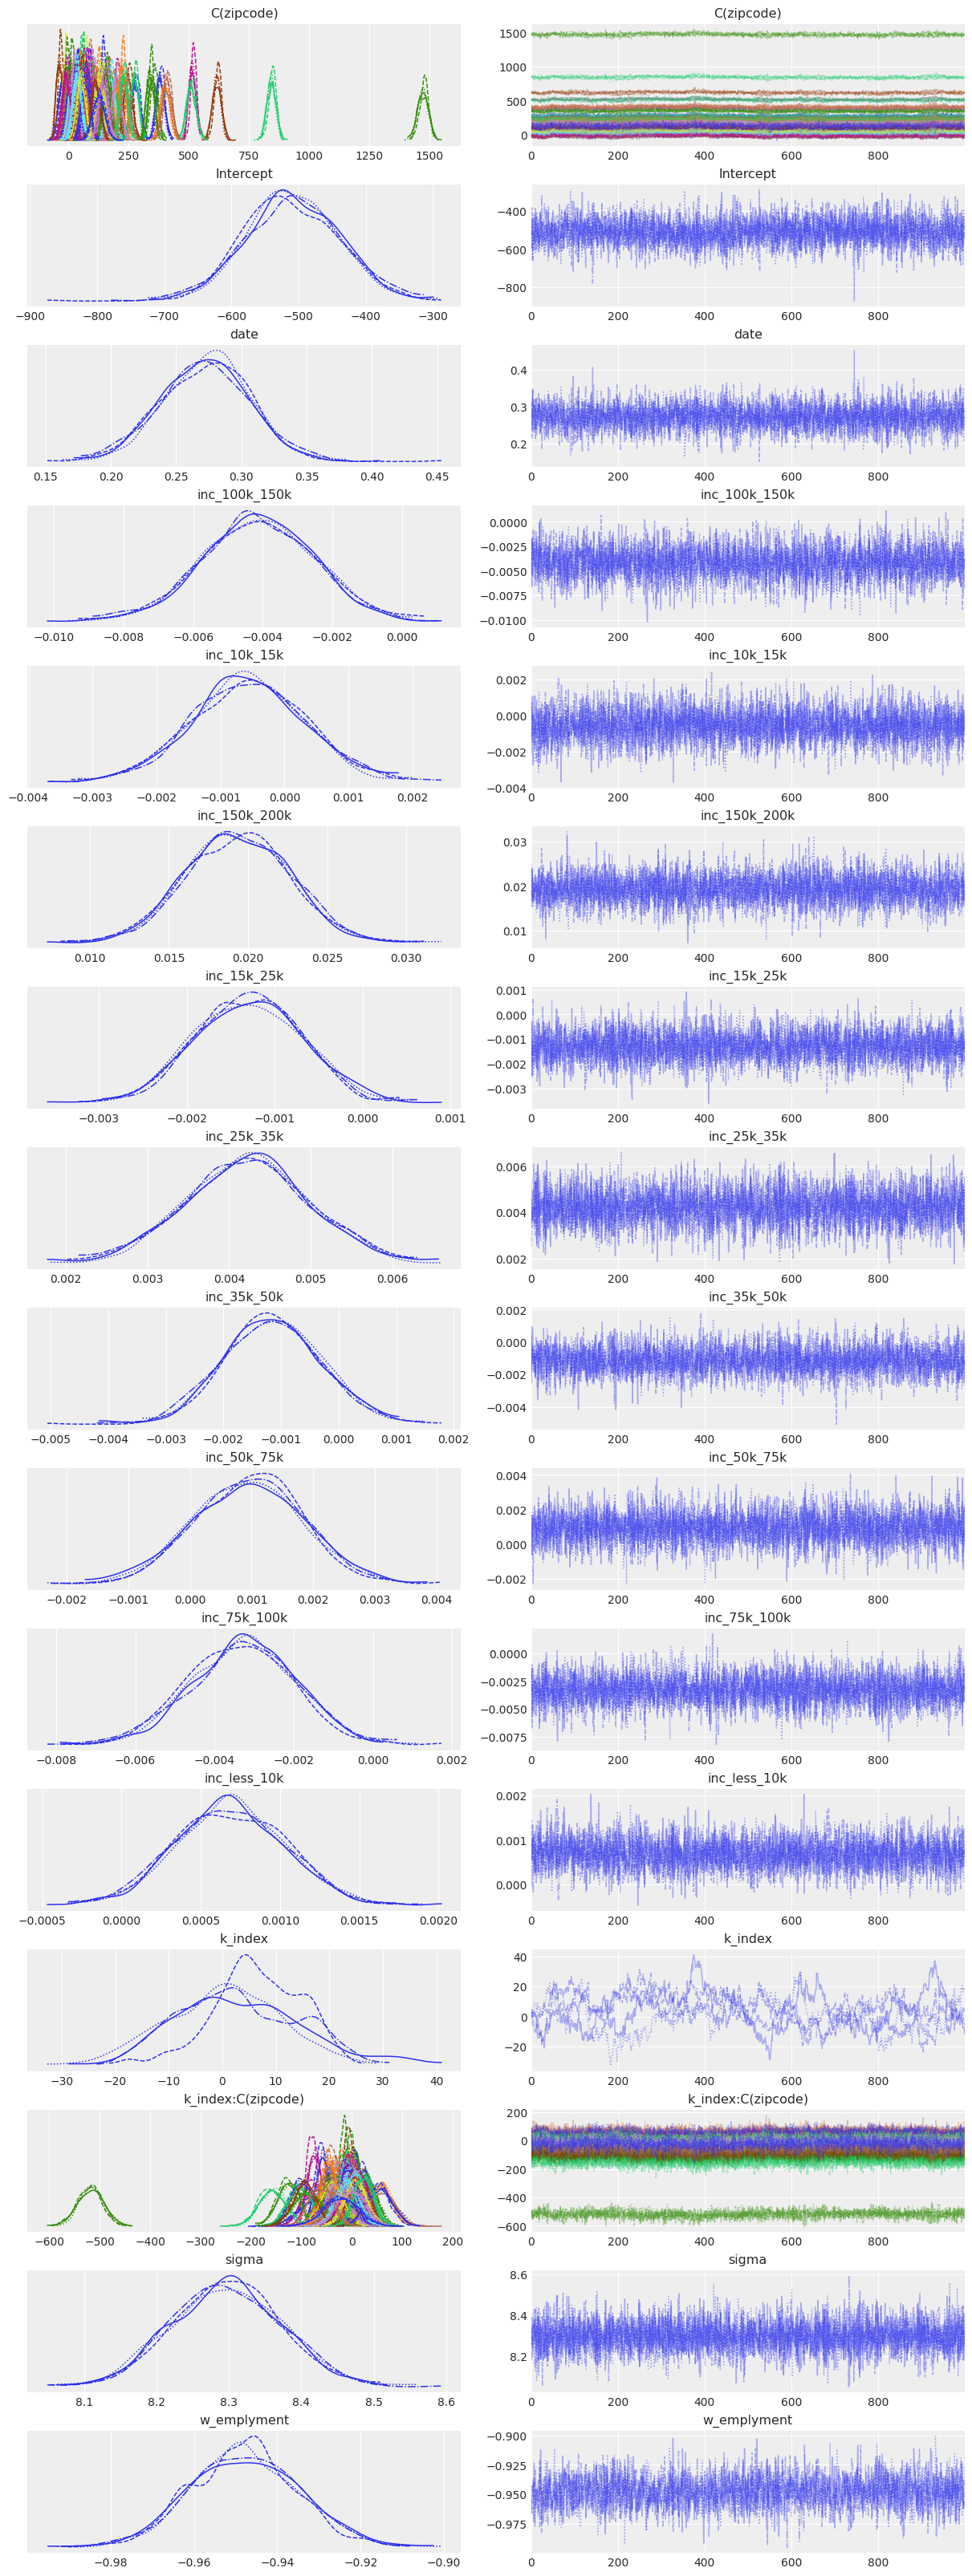 C(zipcode) C(zipcode)
1500
1000
500
0
0 250 500 750 1000 1250 1500 0 200 400 600 800
Intercept Intercept
−400
−600
−800
−900 −800 −700 −600 −500 −400 −300 0 200 400 600 800
date date
0.4
0.3
0.2
0.15 0.20 0.25 0.30 0.35 0.40 0.45 0 200 400 600 800
inc_100k_150k inc_100k_150k
0.0000
−0.0025
−0.0050
−0.0075
−0.0100
−0.010 −0.008 −0.006 −0.004 −0.002 0.000 0 200 400 600 800
inc_10k_15k inc_10k_15k
0.002
0.000
−0.002
−0.004
−0.004 −0.003 −0.002 −0.001 0.000 0.001 0.002 0 200 400 600 800
inc_150k_200k inc_150k_200k
0.03
0.02
0.01
0.010 0.015 0.020 0.025 0.030 0 200 400 600 800
inc_15k_25k inc_15k_25k
0.001
0.000
−0.001
−0.002
−0.003
−0.003 −0.002 −0.001 0.000 0.001 0 200 400 600 800
inc_25k_35k inc_25k_35k
0.006
0.004
0.002
0.002 0.003 0.004 0.005 0.006 0 200 400 600 800
inc_35k_50k inc_35k_50k
0.002
0.000
−0.002
−0.004
−0.005 −0.004 −0.003 −0.002 −0.001 0.000 0.001 0.002 0 200 400 600 800
inc_50k_75k inc_50k_75k
0.004
0.002
0.000
−0.002
−0.002 −0.001 0.000 0.001 0.002 0.003 0.004 0 200 400 600 800
inc_75k_100k inc_75k_100k
0.0000
−0.0025
−0.0050
−0.0075
−0.008 −0.006 −0.004 −0.002 0.000 0.002 0 200 400 600 800
inc_less_10k inc_less_10k
0.002
0.001
0.000
−0.0005 0.0000 0.0005 0.0010 0.0015 0.0020 0 200 400 600 800
k_index k_index
40
20
0
−20
−30 −20 −10 0 10 20 30 40 0 200 400 600 800
k_index:C(zipcode) k_index:C(zipcode)
200
0
−200
−400
−600
−600 −500 −400 −300 −200 −100 0 100 200 0 200 400 600 800
sigma sigma
8.6
8.4
8.2
8.1 8.2 8.3 8.4 8.5 8.6 0 200 400 600 800
w_emplyment w_emplyment
−0.900
−0.925
−0.950
−0.975
−0.98 −0.96 −0.94 −0.92 −0.90 0 200 400 600 800